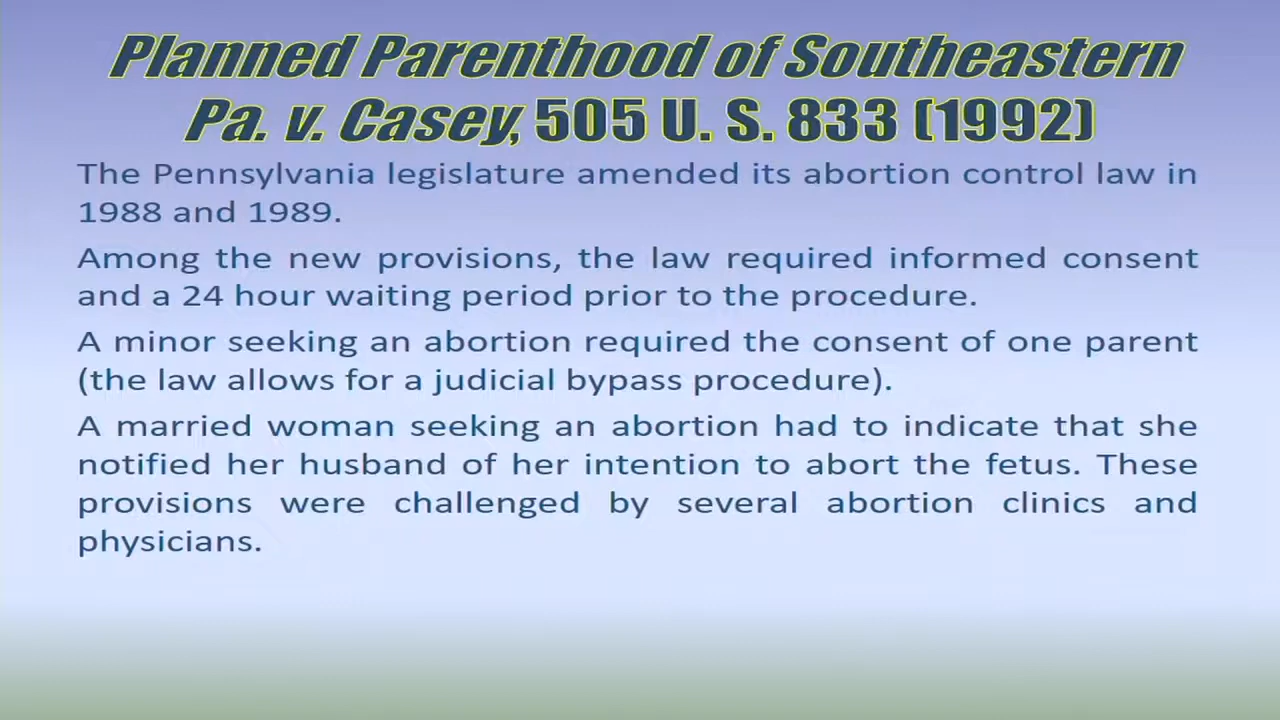 Planned Parenthood of Southeastern
Pa. v. Casey, 505 U. S. 833 (1992)
The Pennsylvania legislature amended its abortion control law in
1988 and 1989.
Among the new provisions, the law required informed consent
and a 24 hour waiting period prior to the procedure.
A minor seeking an abortion required the consent of one parent
(the law allows for a judicial bypass procedure).
A married woman seeking an abortion had to indicate that she
notified her husband of her intention to abort the fetus. These
provisions were challenged by several abortion clinics and
physicians.